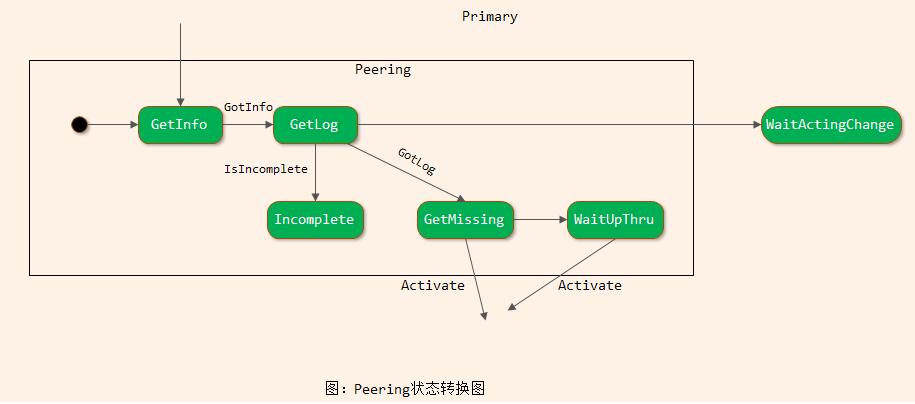 Primary
Peering
GotInfo
GetInfo
GetLog
WaitActingChange
IsIncomplete
GotLog
Incomplete
GetMissing
WaitUpThru
Activate
Activate
图：Peering状态转换图